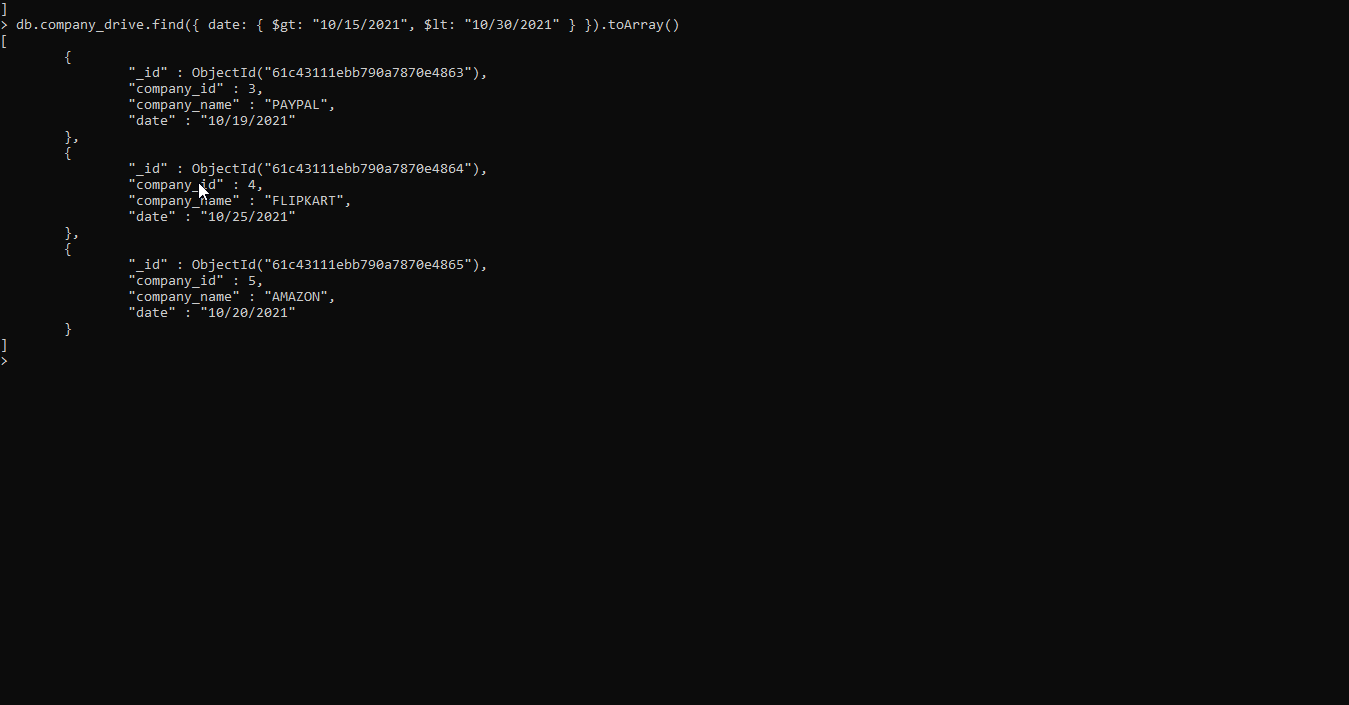 ]
> db.company_drive.find({ date: { $gt: "10/15/2021", $lt: "10/30/2021" } }).toArray()
[
{
"_id" : ObjectId("61c43111ebb790a7870e4863"),
"company_id" : 3,
"company_name" : "PAYPAL",
"date" : "10/19/2021"
},
{
"_id" : ObjectId("61c43111ebb790a7870e4864"),
"company_id" : 4,
"company_name" : "FLIPKART",
"date" : "10/25/2021"
},
{
"_id" : ObjectId("61c43111ebb790a7870e4865"),
"company_id" : 5,
"company_name" : "AMAZON",
"date" : "10/20/2021"
}
]
>